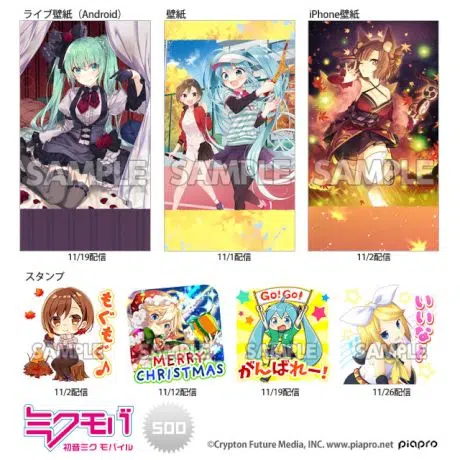 ライブ壁紙（Android）
壁紙
iPhone壁紙
SAMPLE
SAMPLE
SAMPLE
11/19配信
11/1配信
11/2配信
スタンプ
もぐもぐ♪
SAMPLE
MERRY
CHRISTMAS
SAMPLE
GO! GO!
がんばれー!
SAMPLE
いいな
SAMPLE
11/2配信
11/12配信
11/19配信
11/26配信
ミクモバ
初音ミク モバイル
500
©Crypton Future Media, INC. www.piapro.net piapro